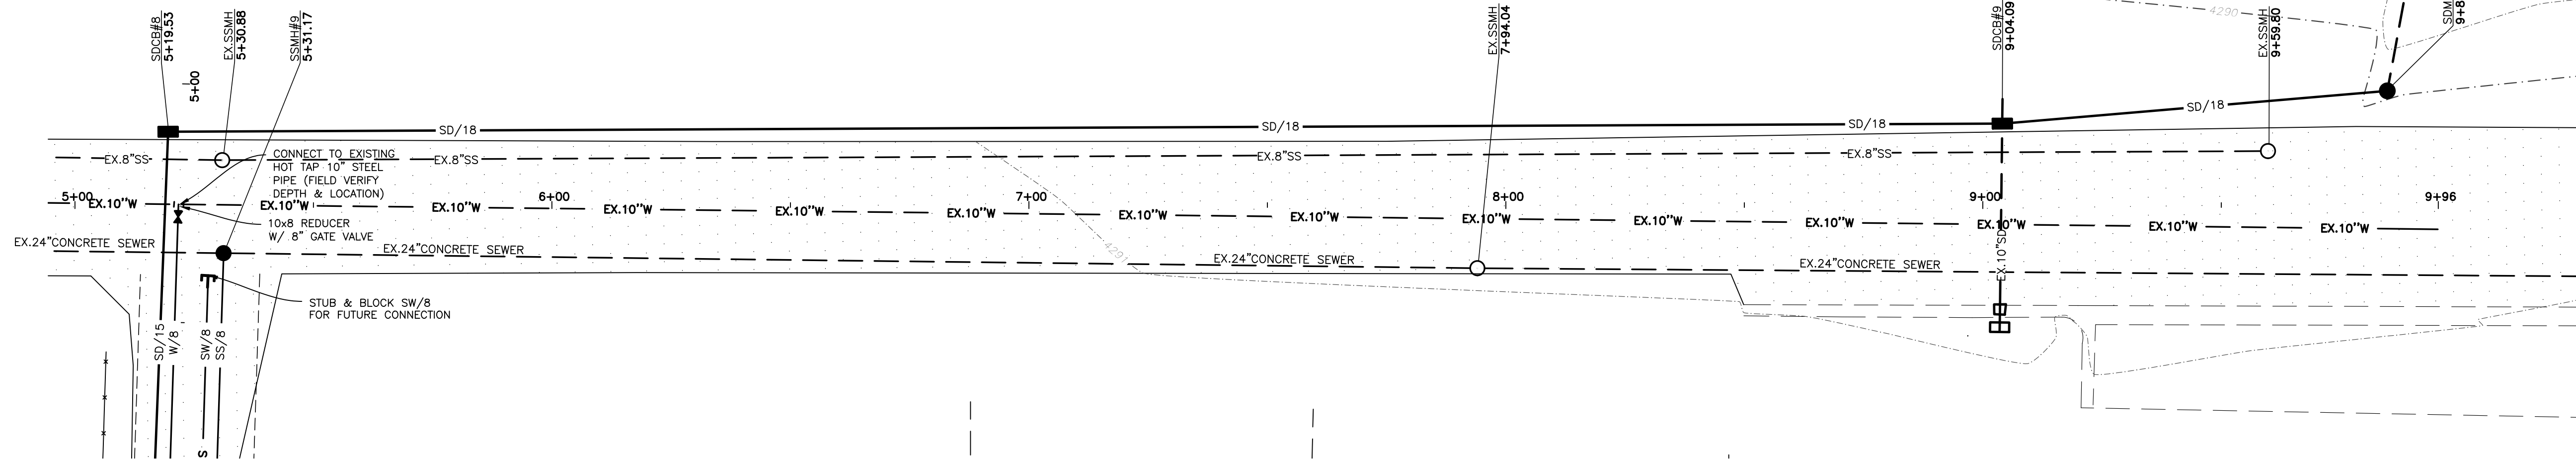 SDCB#8
5+19.53
EX.SSMH
5+30.88
SSMH#9
5+31.17
EX.SSMH
7+94.04
SDCB#9
9+04.09
EX.SSMH
9+59.80
4290
5+00
SD/18
SD/18
SD/18
SD/18
EX.8"SS
EX.8"SS
EX.8"SS
EX.8"SS
CONNECT TO EXISTING
HOT TAP 10" STEEL
PIPE (FIELD VERIFY
DEPTH & LOCATION)
5+00
6+00
7+00
8+00
9+00
9+96
EX.10"W
EX.10"W
EX.10"W
EX.10"W
EX.10"W
EX.10"W
EX.10"W
EX.10"W
EX.10"W
EX.10"W
EX.10"W
EX.10"W
EX.10"W
EX.10"W
10x8 REDUCER
W/ 8" GATE VALVE
EX.24"CONCRETE SEWER
EX.24"CONCRETE SEWER
EX.24"CONCRETE SEWER
EX.24"CONCRETE SEWER
4291
EX.10"SD
STUB & BLOCK SW/8
FOR FUTURE CONNECTION
SD/15
W/8
SW/8
SS/8
S